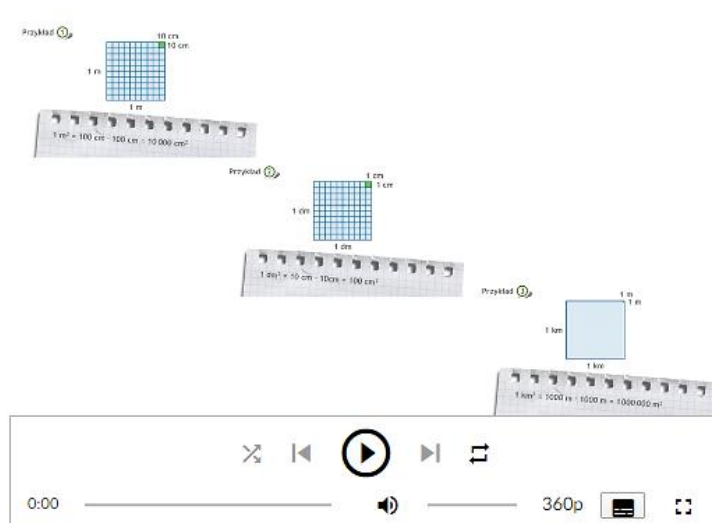 Przykład 1
10 cm
10 cm
1 m
1 m
1 m² = 100 cm · 100 cm = 10 000 cm²
Przykład 2
1 cm
1 cm
1 dm
1 dm
1 dm² = 10 cm · 10cm = 100 cm²
Przykład 3
1 m
1 m
1 km
1 km
1 km² = 1000 m · 1000 m = 1000 000 m²
0:00
360p